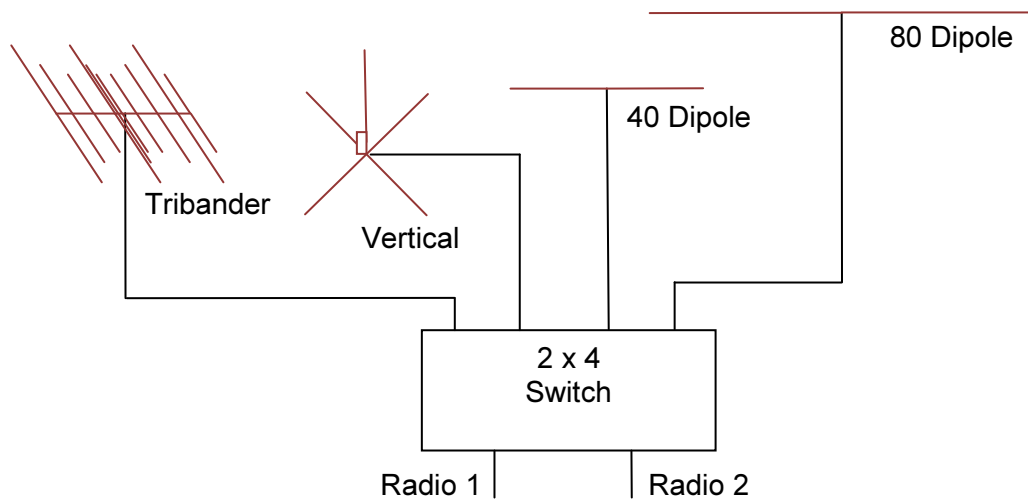 80 Dipole
40 Dipole
Tribander
Vertical
2 x 4
Switch
Radio 1
Radio 2